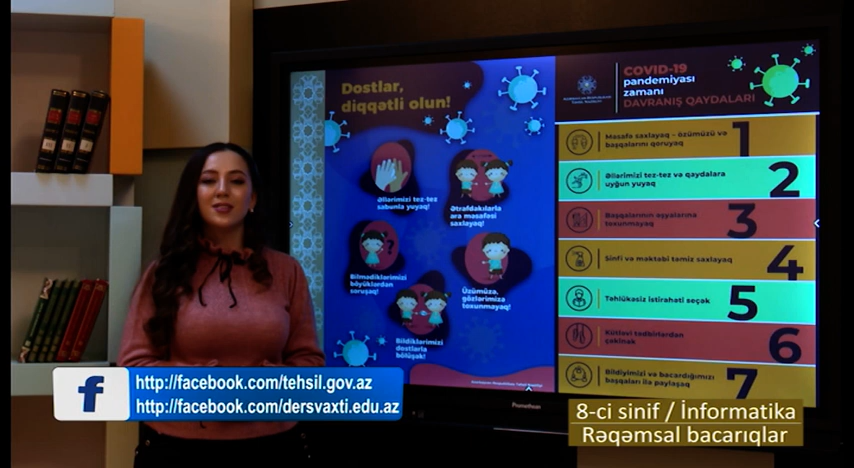 Dostlar,
diqqətli olun!
Əllərimizi tez-tez
sabunla yuyaq!
Ətrafdakılarla
ara məsafəsi
saxlayaq!
Bilmədiklərimizi
böyüklərdən
soruşaq!
Üzümüzə,
gözlərimizə
toxunmayaq!
Bildiklərimizi
dostlarla
bölüşək!
COVID-19
pandemiyası
zamanı
DAVRANIŞ QAYDALARI
Məsafə saxlayaq – özümüzü və
başqalarını qoruyaq
1
Əllərimizi tez-tez və qaydalara
uyğun yuyaq
2
Başqalarının əşyalarına
toxunmayaq
3
Sinfi və məktəbi təmiz saxlayaq
4
Təhlükəsiz istirahəti seçək
5
Kütləvi tədbirlərdən
çəkinək
6
Bildiyimizi və bacardığımızı
başqaları ilə paylaşaq
7
Promethean
f
http://facebook.com/tehsil.gov.az
http://facebook.com/dersvaxti.edu.az
8-ci sinif / İnformatika
Rəqəmsal bacarıqlar